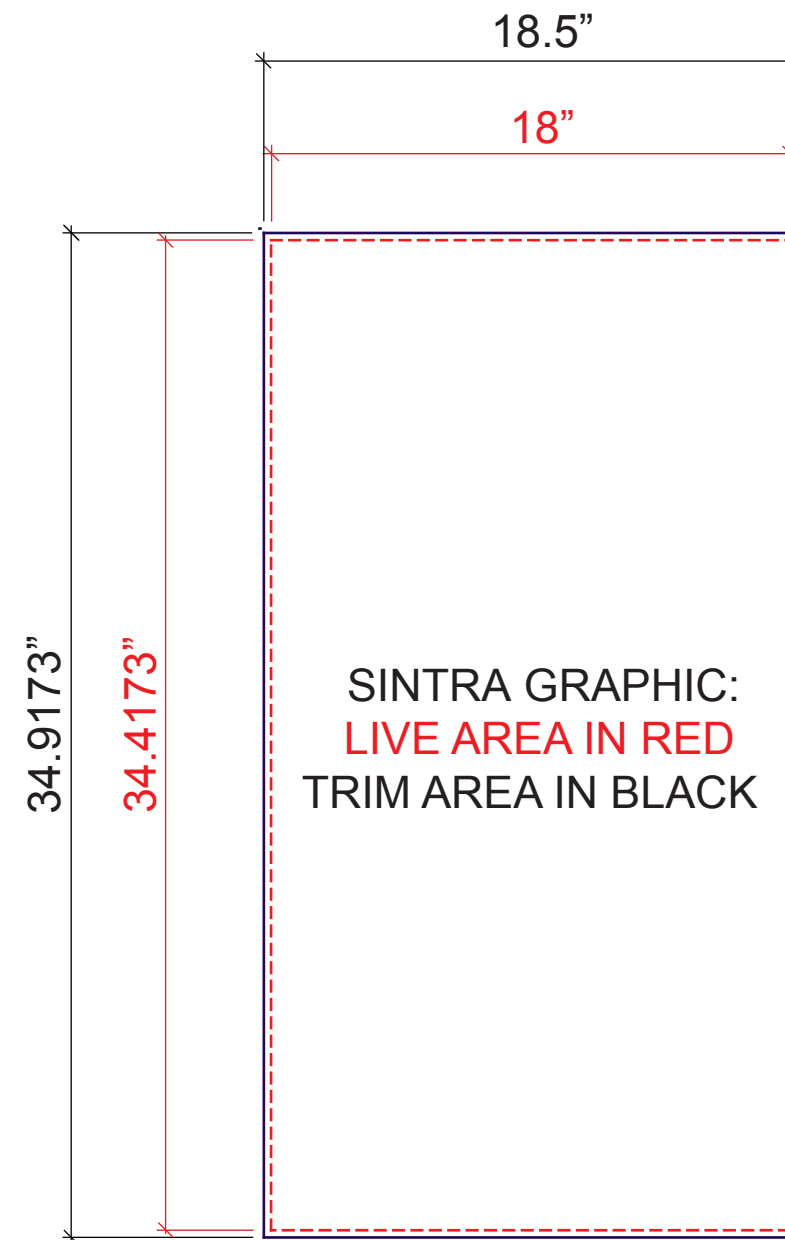 18.5”
18”
34.9173”
34.4173”
SINTRA GRAPHIC:
LIVE AREA IN RED
TRIM AREA IN BLACK